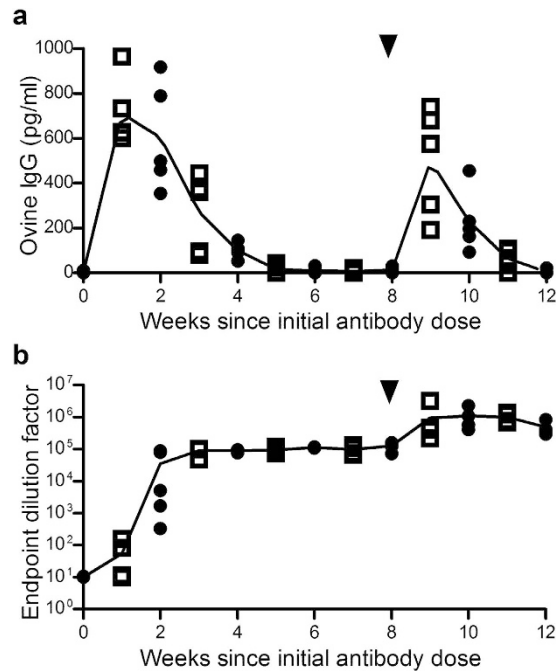 a
Ovine IgG (pg/ml)
1000
800
600
400
200
0
0 2 4 6 8 10 12
Weeks since initial antibody dose
b
Endpoint dilution factor
10⁷
10⁶
10⁵
10⁴
10³
10²
10¹
10⁰
0 2 4 6 8 10 12
Weeks since initial antibody dose